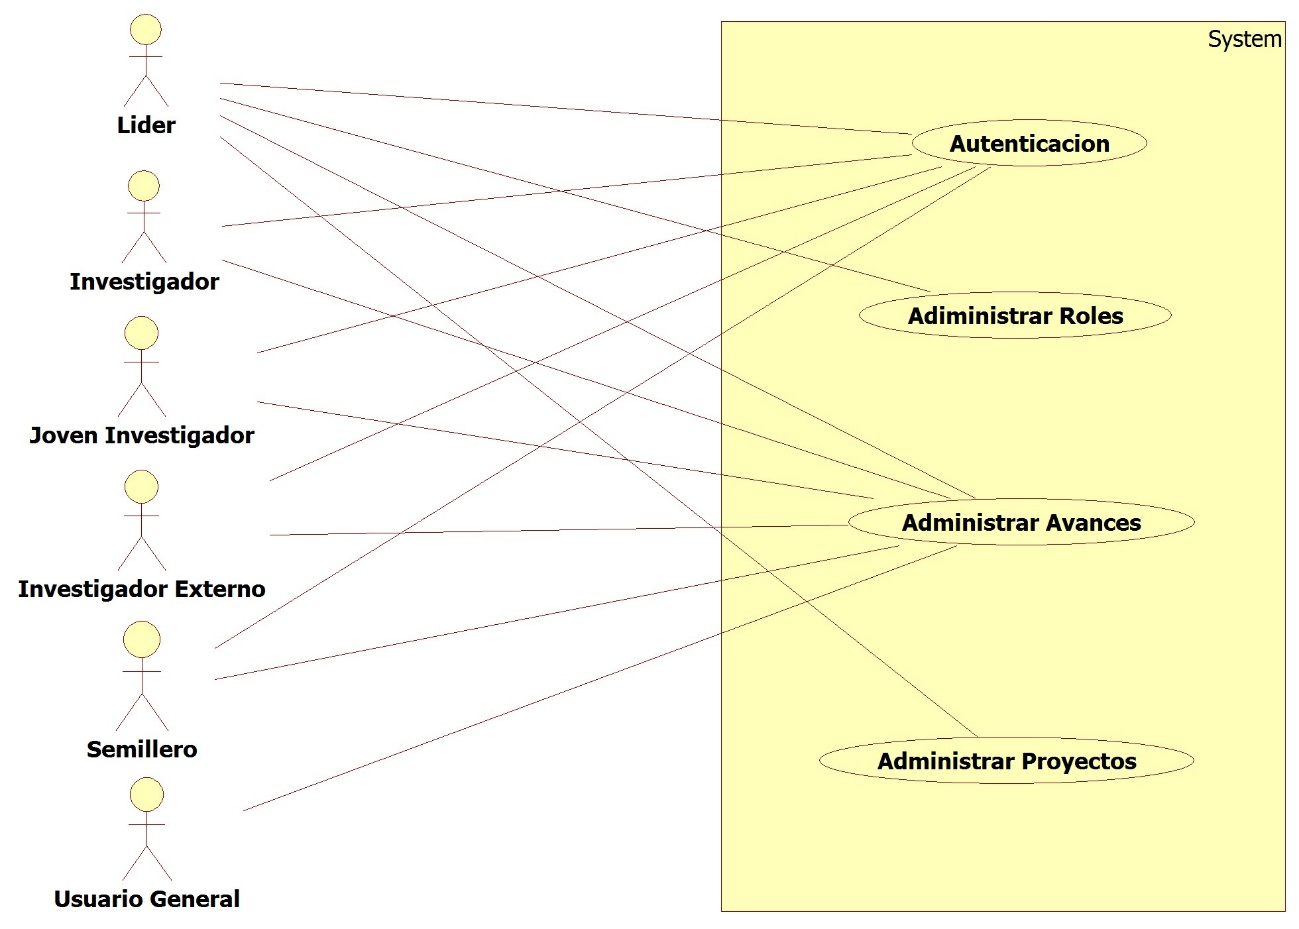 System
Lider
Autenticacion
Investigador
Adiministrar Roles
Joven Investigador
Administrar Avances
Investigador Externo
Semillero
Administrar Proyectos
Usuario General